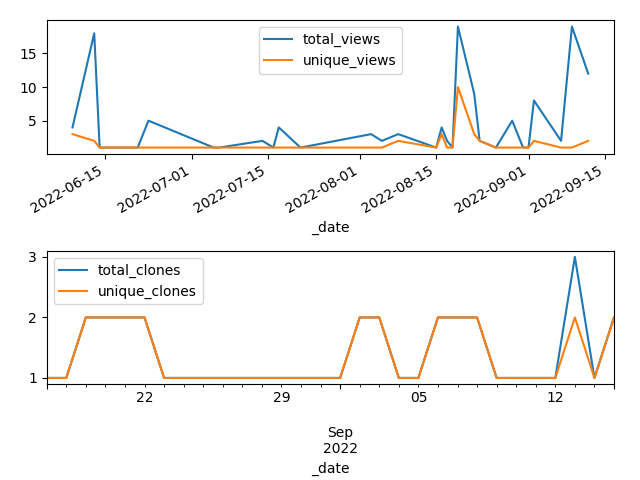 total_views
unique_views
15
10
5
2022-06-15
2022-07-01
2022-07-15
2022-08-01
2022-08-15
2022-09-01
2022-09-15
_date
total_clones
unique_clones
3
2
1
22
29
05
12
Sep
2022
_date